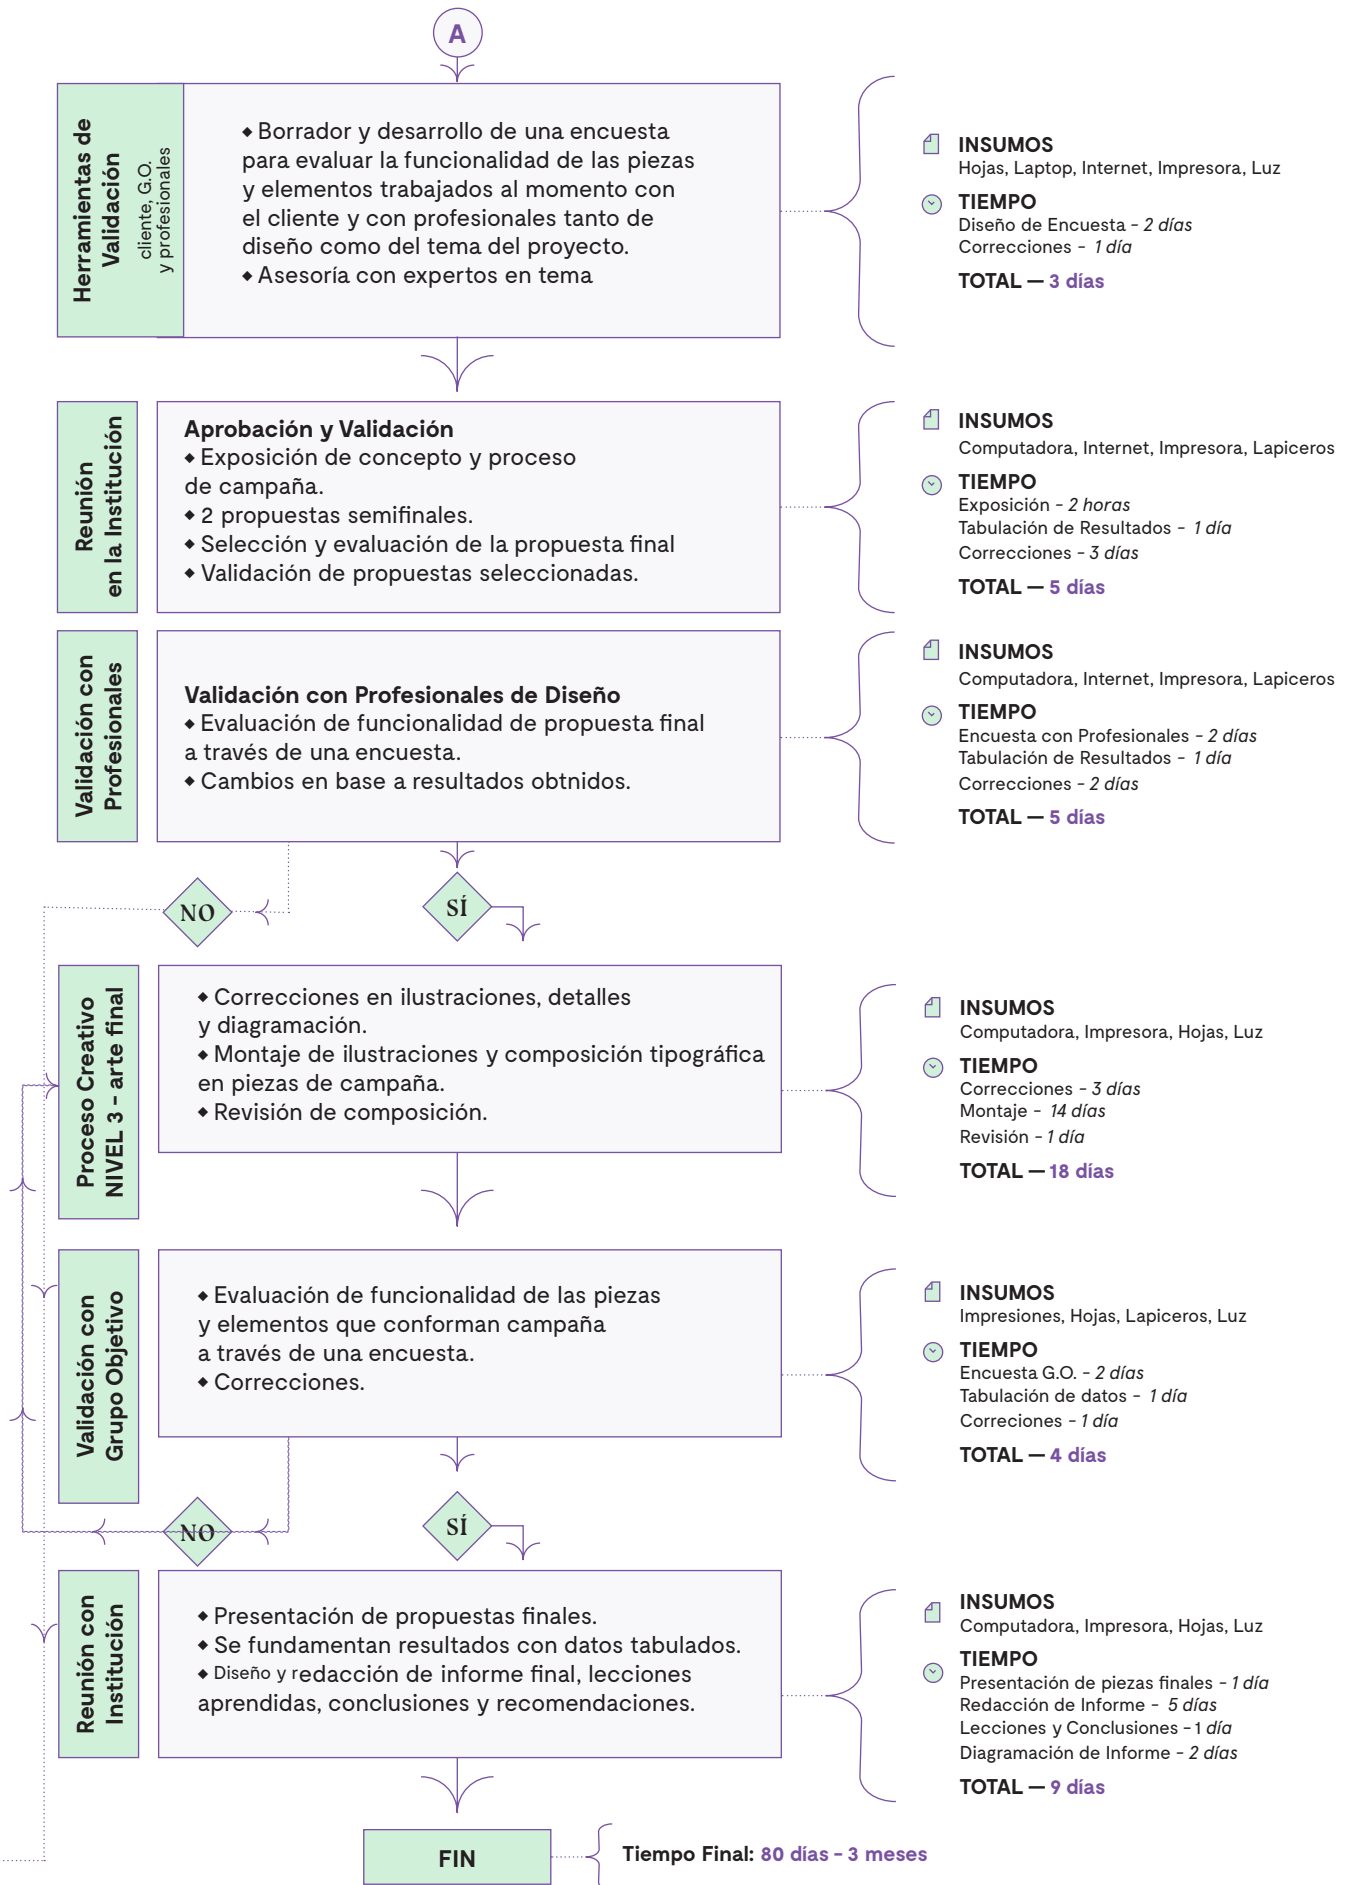 A
Herramientas de
Validación
cliente, G.O.
y profesionales
◆ Borrador y desarrollo de una encuesta
para evaluar la funcionalidad de las piezas
y elementos trabajados al momento con
el cliente y con profesionales tanto de
diseño como del tema del proyecto.
◆ Asesoría con expertos en tema
INSUMOS
Hojas, Laptop, Internet, Impresora, Luz
TIEMPO
Diseño de Encuesta - 2 días
Correcciones - 1 día
TOTAL — 3 días
Reunión
en la Institución
Aprobación y Validación
◆ Exposición de concepto y proceso
de campaña.
◆ 2 propuestas semifinales.
◆ Selección y evaluación de la propuesta final
◆ Validación de propuestas seleccionadas.
INSUMOS
Computadora, Internet, Impresora, Lapiceros
TIEMPO
Exposición - 2 horas
Tabulación de Resultados - 1 día
Correcciones - 3 días
TOTAL — 5 días
Validación con
Profesionales
Validación con Profesionales de Diseño
◆ Evaluación de funcionalidad de propuesta final
a través de una encuesta.
◆ Cambios en base a resultados obtnidos.
INSUMOS
Computadora, Internet, Impresora, Lapiceros
TIEMPO
Encuesta con Profesionales - 2 días
Tabulación de Resultados - 1 día
Correcciones - 2 días
TOTAL — 5 días
NO
SÍ
Proceso Creativo
NIVEL 3 - arte final
◆ Correcciones en ilustraciones, detalles
y diagramación.
◆ Montaje de ilustraciones y composición tipográfica
en piezas de campaña.
◆ Revisión de composición.
INSUMOS
Computadora, Impresora, Hojas, Luz
TIEMPO
Correcciones - 3 días
Montaje - 14 días
Revisión - 1 día
TOTAL — 18 días
Validación con
Grupo Objetivo
◆ Evaluación de funcionalidad de las piezas
y elementos que conforman campaña
a través de una encuesta.
◆ Correcciones.
INSUMOS
Impresiones, Hojas, Lapiceros, Luz
TIEMPO
Encuesta G.O. - 2 días
Tabulación de datos - 1 día
Correciones - 1 día
TOTAL — 4 días
NO
SÍ
Reunión con
Institución
◆ Presentación de propuestas finales.
◆ Se fundamentan resultados con datos tabulados.
◆ Diseño y redacción de informe final, lecciones
aprendidas, conclusiones y recomendaciones.
INSUMOS
Computadora, Impresora, Hojas, Luz
TIEMPO
Presentación de piezas finales - 1 día
Redacción de Informe - 5 días
Lecciones y Conclusiones - 1 día
Diagramación de Informe - 2 días
TOTAL — 9 días
FIN
Tiempo Final: 80 días - 3 meses